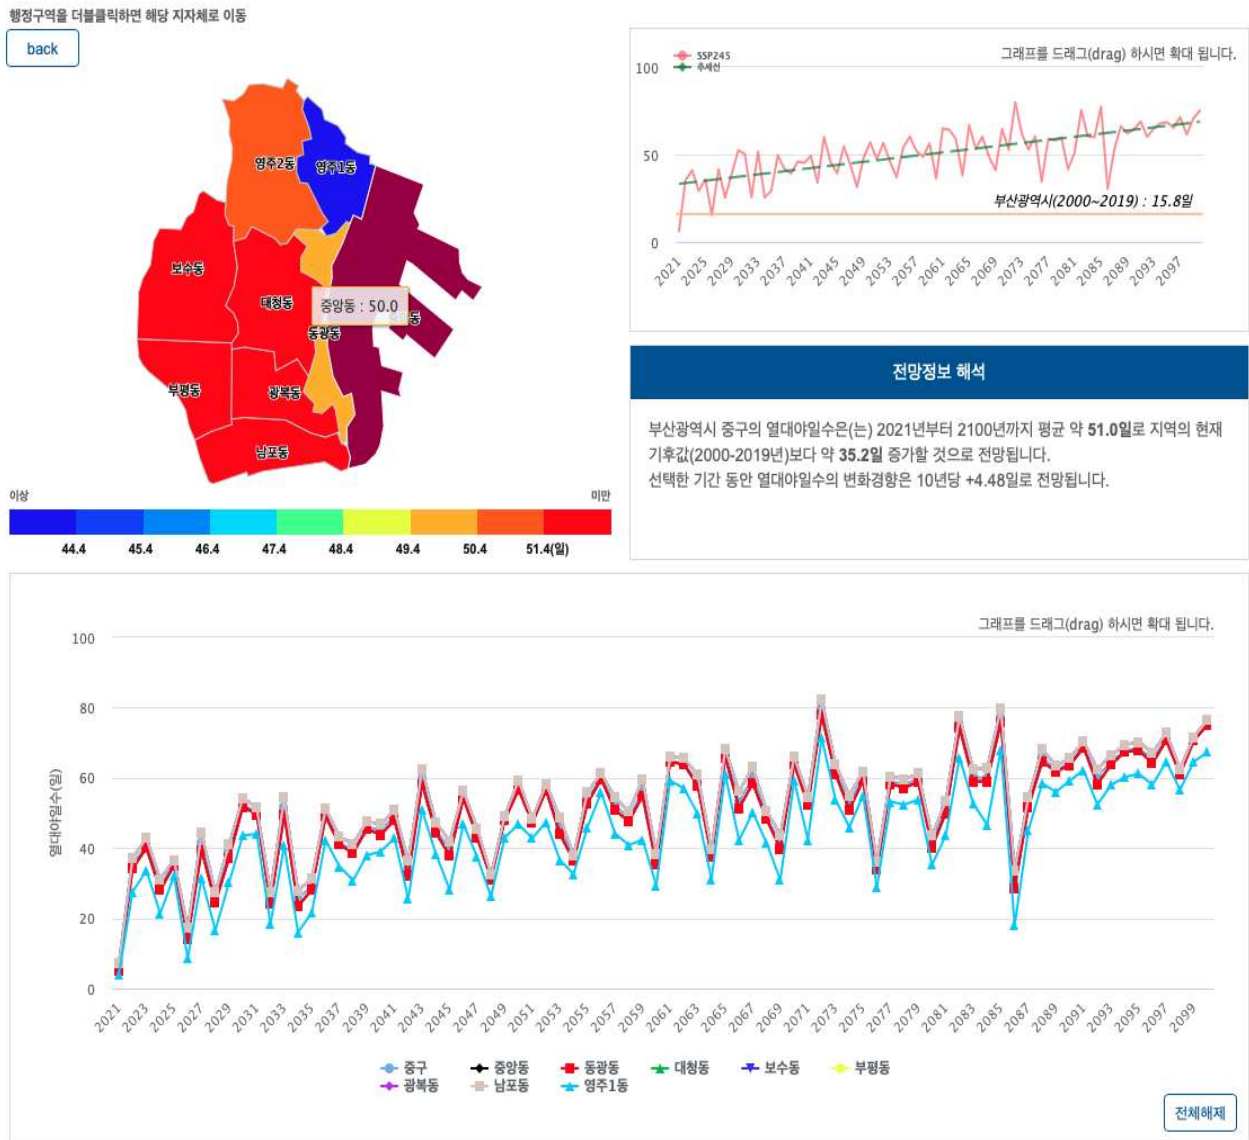 행정구역을 더블클릭하면 해당 지자체로 이동
back
영주2동
영주1동
보수동
대청동
중앙동 : 50.0
동
동광동
부평동
광복동
남포동
이상
미만
44.4 45.4 46.4 47.4 48.4 49.4 50.4 51.4(일)
SSP245
추세선
그래프를 드래그(drag) 하시면 확대 됩니다.
100
50
0
부산광역시(2000~2019) : 15.8일
2021 2025 2029 2033 2037 2041 2045 2049 2053 2057 2061 2065 2069 2073 2077 2081 2085 2089 2093 2097
전망정보 해석
부산광역시 중구의 열대야일수은(는) 2021년부터 2100년까지 평균 약 51.0일로 지역의 현재
기후값(2000-2019년)보다 약 35.2일 증가할 것으로 전망됩니다.
선택한 기간 동안 열대야일수의 변화경향은 10년당 +4.48일로 전망됩니다.
그래프를 드래그(drag) 하시면 확대 됩니다.
열대야일수(일)
100
80
60
40
20
0
2021 2023 2025 2027 2029 2031 2033 2035 2037 2039 2041 2043 2045 2047 2049 2051 2053 2055 2057 2059 2061 2063 2065 2067 2069 2071 2073 2075 2077 2079 2081 2083 2085 2087 2089 2091 2093 2095 2097 2099
중구 중앙동 동광동 대청동 보수동 부평동
광복동 남포동 영주1동
전체해제